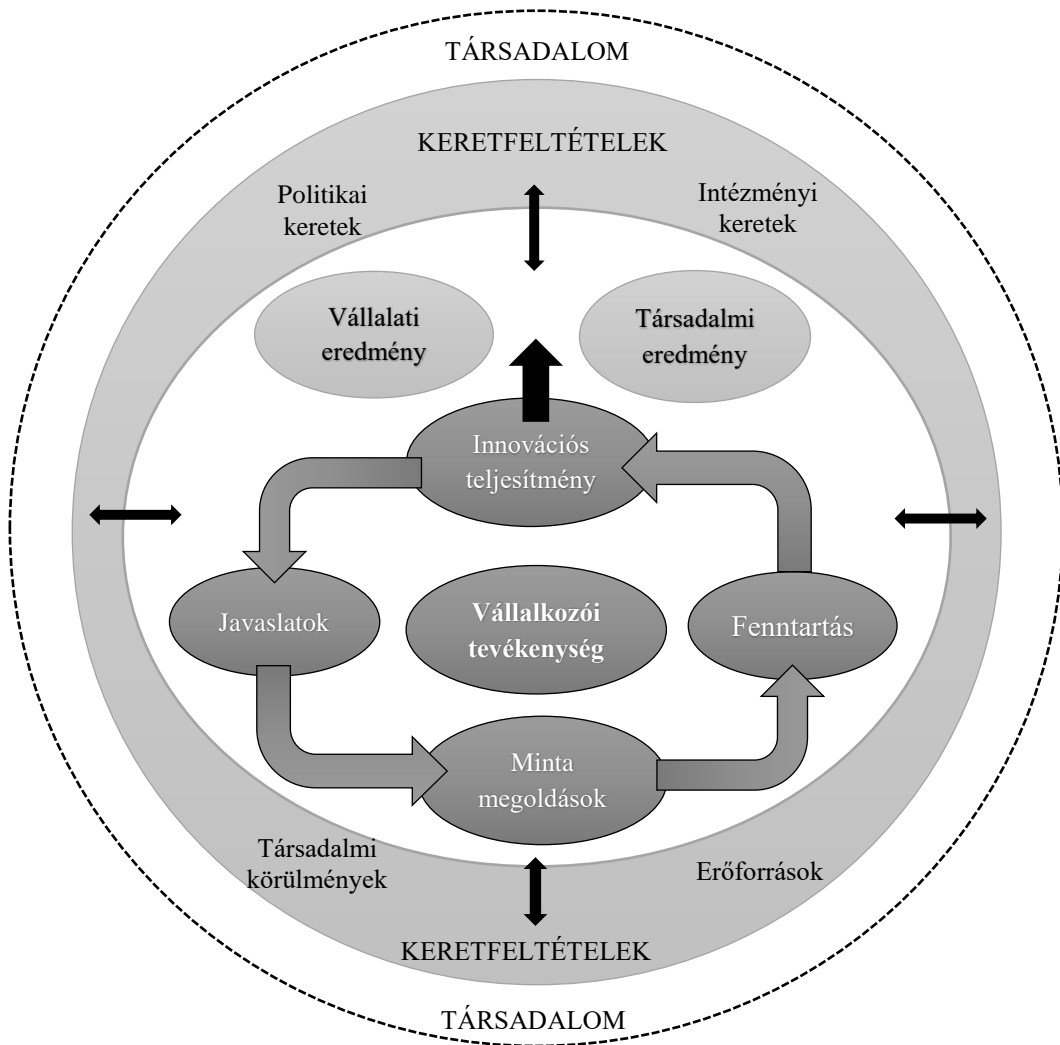 TÁRSADALOM
KERETFELTÉTELEK
Politikai
keretek
Intézményi
keretek
Vállalati
eredmény
Társadalmi
eredmény
Innovációs
teljesítmény
Javaslatok
Vállalkozói
tevékenység
Fenntartás
Minta
megoldások
Társadalmi
körülmények
Erőforrások
KERETFELTÉTELEK
TÁRSADALOM